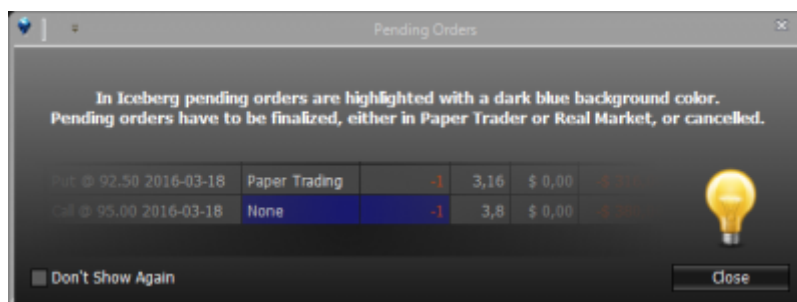 Pending Orders
In Iceberg pending orders are highlighted with a dark blue background color.
Pending orders have to be finalized, either in Paper Trader or Real Market, or cancelled.
Put @ 92.50 2016-03-18 Paper Trading -1 3,16 $ 0,00
Call @ 95.00 2016-03-18 None -1 3,8 $ 0,00
Don't Show Again
Close